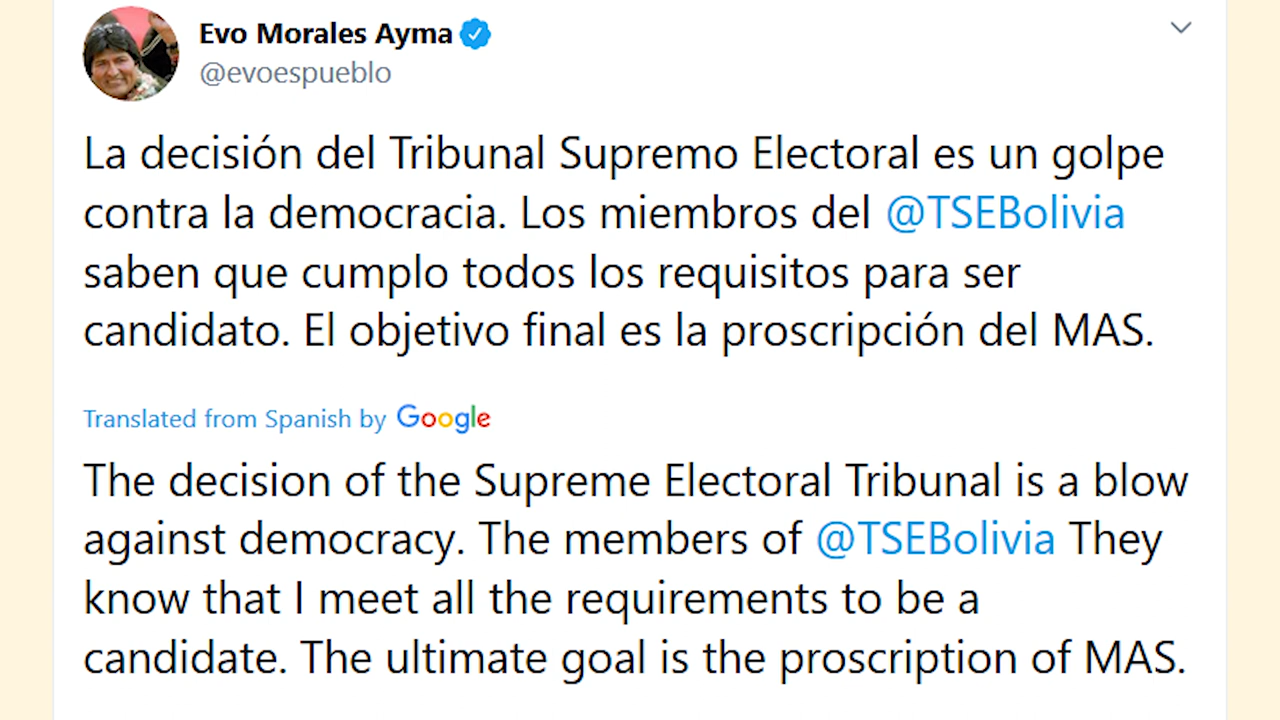 Evo Morales Ayma
@evoespueblo
La decisión del Tribunal Supremo Electoral es un golpe
contra la democracia. Los miembros del @TSEBolivia
saben que cumplo todos los requisitos para ser
candidato. El objetivo final es la proscripción del MAS.
Translated from Spanish by Google
The decision of the Supreme Electoral Tribunal is a blow
against democracy. The members of @TSEBolivia They
know that I meet all the requirements to be a
candidate. The ultimate goal is the proscription of MAS.